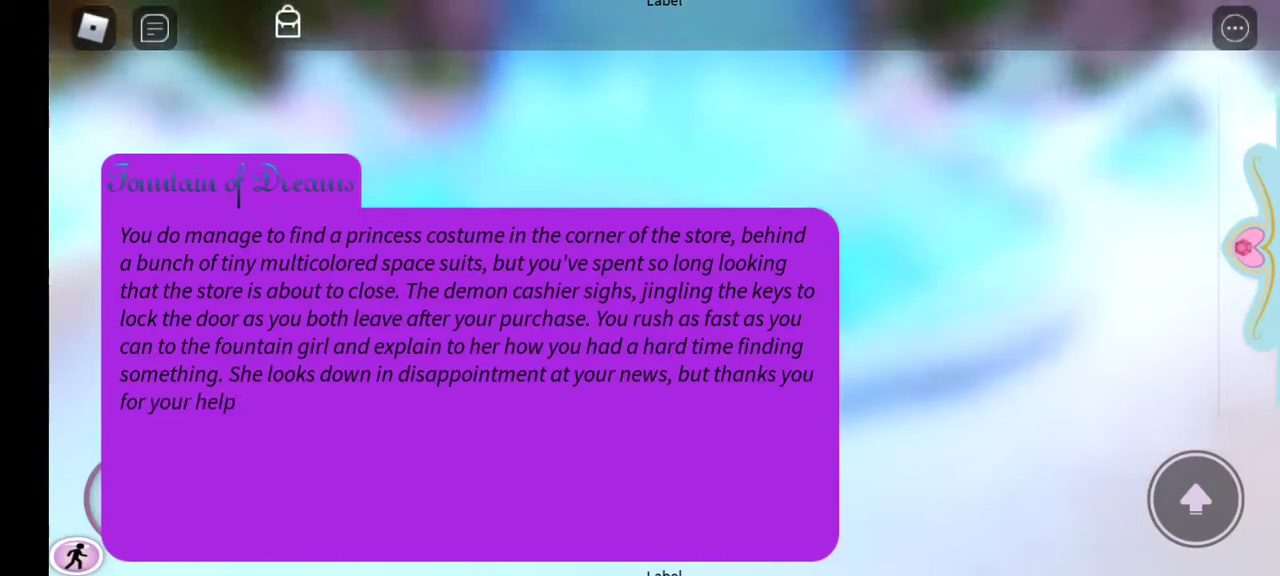 Label
Fountain of Dreams
You do manage to find a princess costume in the corner of the store, behind
a bunch of tiny multicolored space suits, but you've spent so long looking
that the store is about to close. The demon cashier sighs, jingling the keys to
lock the door as you both leave after your purchase. You rush as fast as you
can to the fountain girl and explain to her how you had a hard time finding
something. She looks down in disappointment at your news, but thanks you
for your help
Label